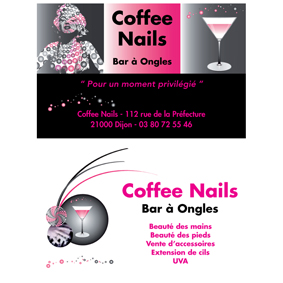 Coffee
Nails
Bar à Ongles
" Pour un moment privilégié "
Coffee Nails - 112 rue de la Préfecture
21000 Dijon - 03 80 72 55 46
Coffee Nails
Bar à Ongles
Beauté des mains
Beauté des pieds
Vente d'accessoires
Extension de cils
UVA